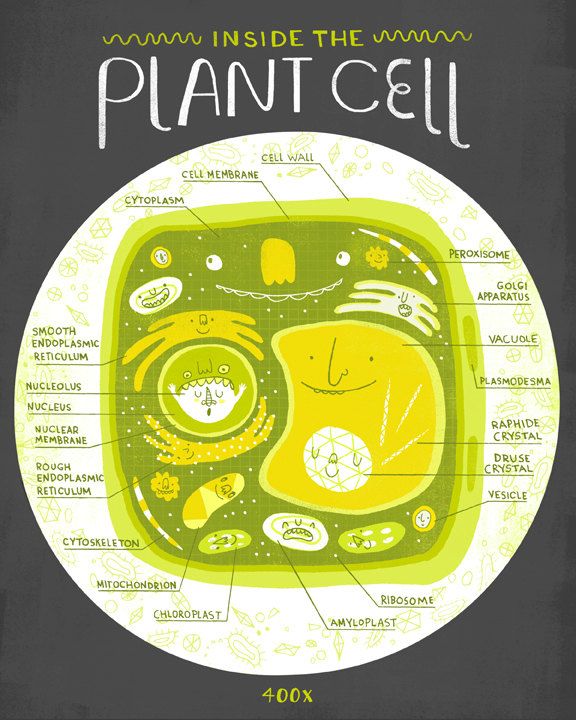 INSIDE THE
PLANT CELL
CELL WALL
CELL MEMBRANE
CYTOPLASM
PEROXISOME
GOLGI
APPARATUS
VACUOLE
PLASMODESMA
RAPHIDE
CRYSTAL
DRUSE
CRYSTAL
VESICLE
SMOOTH
ENDOPLASMIC
RETICULUM
NUCLEOLUS
NUCLEUS
NUCLEAR
MEMBRANE
ROUGH
ENDOPLASMIC
RETICULUM
CYTOSKELETON
MITOCHONDRION
CHLOROPLAST
AMYLOPLAST
RIBOSOME
400X